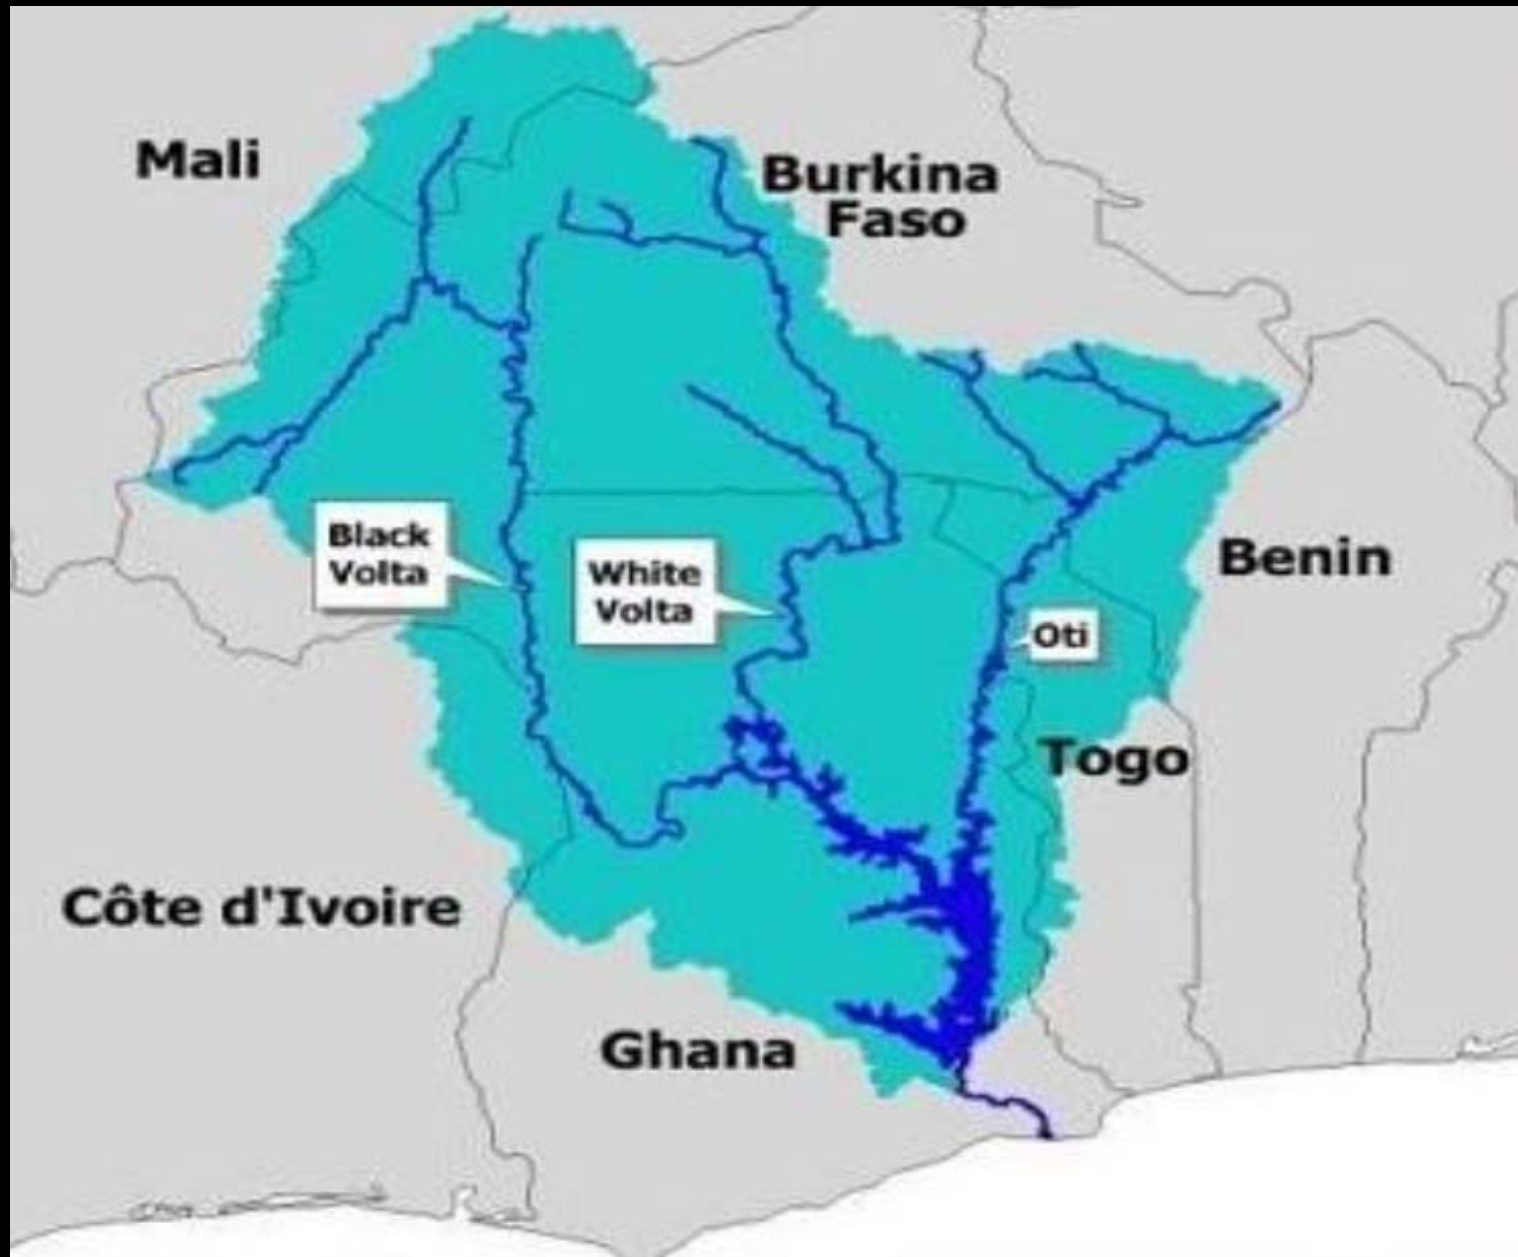 Mali
Burkina
Faso
Black
Volta
White
Volta
Benin
Oti
Togo
Côte d'Ivoire
Ghana